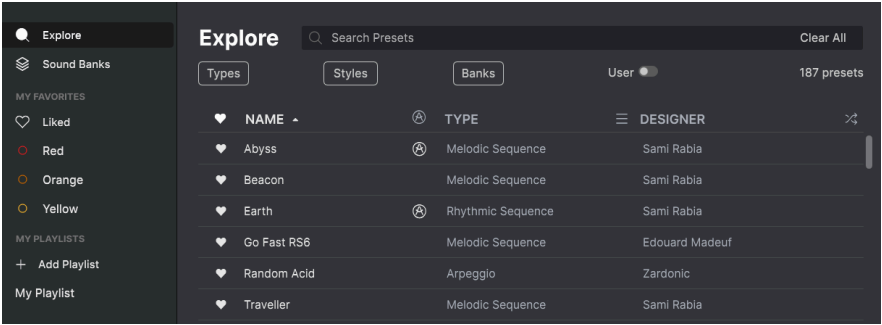 Explore
Sound Banks
MY FAVORITES
Liked
Red
Orange
Yellow
MY PLAYLISTS
Add Playlist
My Playlist
Explore Search Presets Clear All
Types Styles Banks User 187 presets
NAME TYPE DESIGNER
Abyss Melodic Sequence Sami Rabia
Beacon Melodic Sequence Sami Rabia
Earth Rhythmic Sequence Sami Rabia
Go Fast RS6 Melodic Sequence Edouard Madeuf
Random Acid Arpeggio Zardonic
Traveller Melodic Sequence Sami Rabia